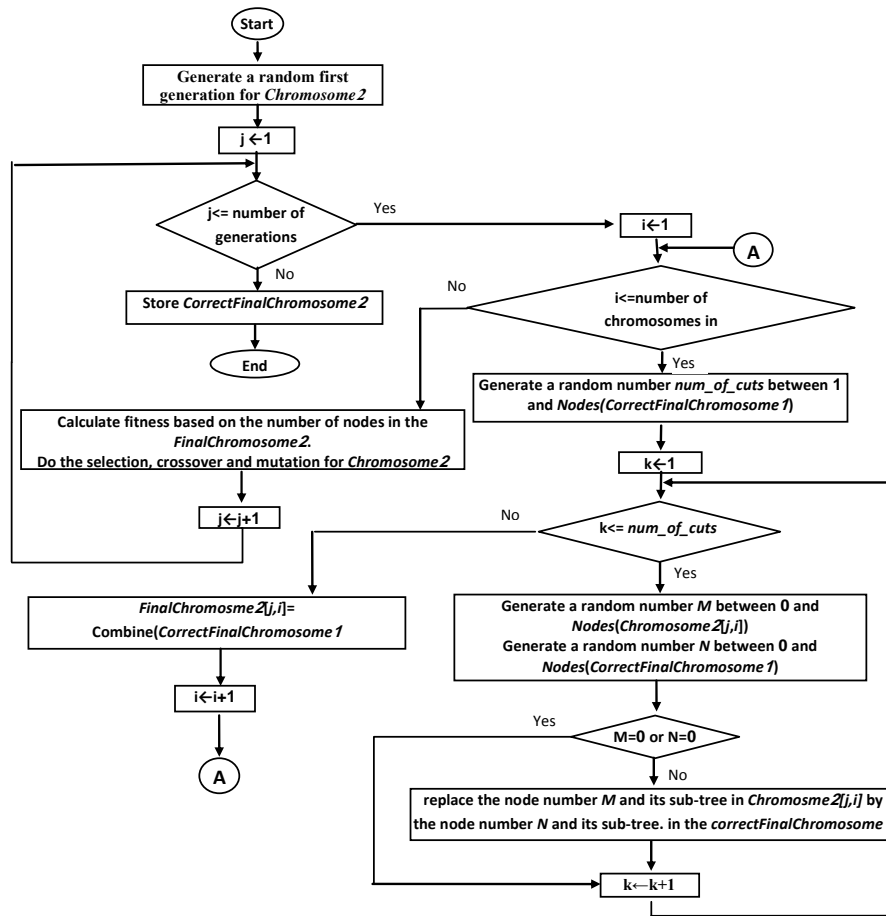 Start
Generate a random first
generation for Chromosome2
j ←1
j<= number of
generations
Yes
No
i←1
A
Store CorrectFinalChromosome2
End
i<=number of
chromosomes in
No
Yes
Generate a random number num_of_cuts between 1
and Nodes(CorrectFinalChromosome1)
Calculate fitness based on the number of nodes in the
FinalChromosome2.
Do the selection, crossover and mutation for Chromosome2
j←j+1
k←1
k<= num_of_cuts
No
Yes
FinalChromosme2[j,i]=
Combine(CorrectFinalChromosome1
i←i+1
A
Generate a random number M between 0 and
Nodes(Chromosome2[j,i])
Generate a random number N between 0 and
Nodes(CorrectFinalChromosome1)
M=0 or N=0
Yes
No
replace the node number M and its sub-tree in Chromosme2[j,i] by
the node number N and its sub-tree. in the correctFinalChromosome
k←k+1